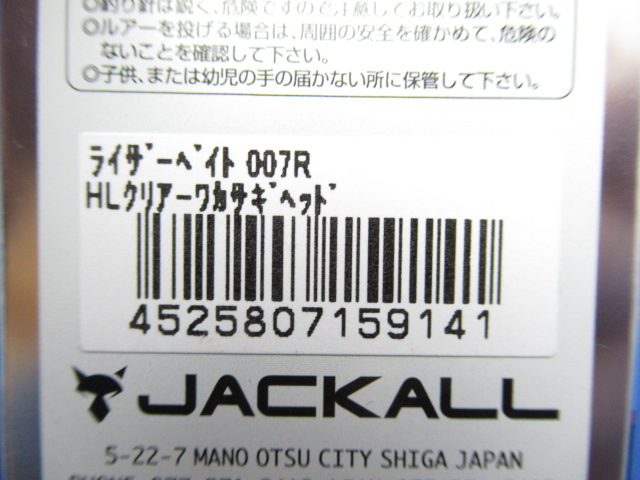 ◎釣り針は鋭く、危険ですので注意してお取り扱い下さい。
◎ルアーを投げる場合は、周囲の安全を確かめて、危険の
ないことを確認して下さい。
◎子供、または幼児の手の届かない所に保管して下さい。
ﾗｲｻﾞｰﾍﾞｲﾄ 007R
HLｸﾘｱｰﾜｶｻｷﾞﾍｯﾄﾞ
4525807159141
JACKALL
5-22-7 MANO OTSU CITY SHIGA JAPAN